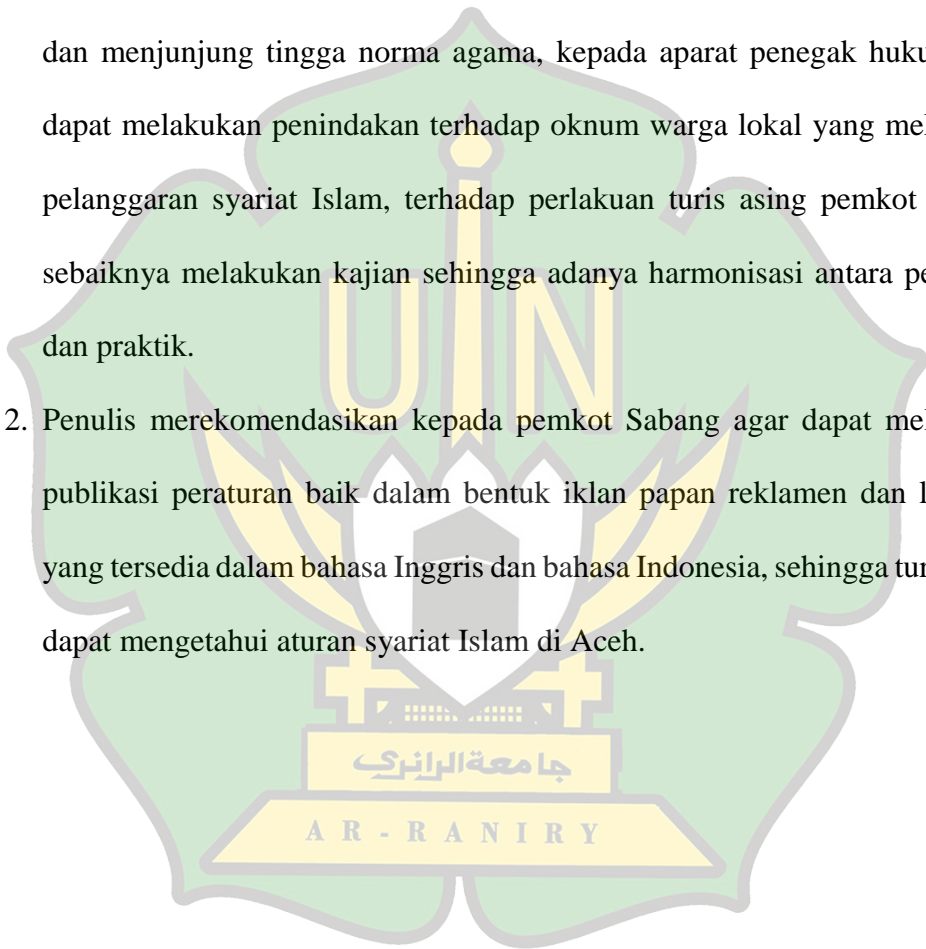 dan menjunjung tingga norma agama, kepada aparat penegak huku
dapat melakukan penindakan terhadap oknum warga lokal yang mel
pelanggaran syariat Islam, terhadap perlakuan turis asing pemkot
sebaiknya melakukan kajian sehingga adanya harmonisasi antara pe
dan praktik.
2. Penulis merekomendasikan kepada pemkot Sabang agar dapat mel
publikasi peraturan baik dalam bentuk iklan papan reklamen dan l
yang tersedia dalam bahasa Inggris dan bahasa Indonesia, sehingga tur
dapat mengetahui aturan syariat Islam di Aceh.
UIN
جامعةالرانري
AR-RANIRY